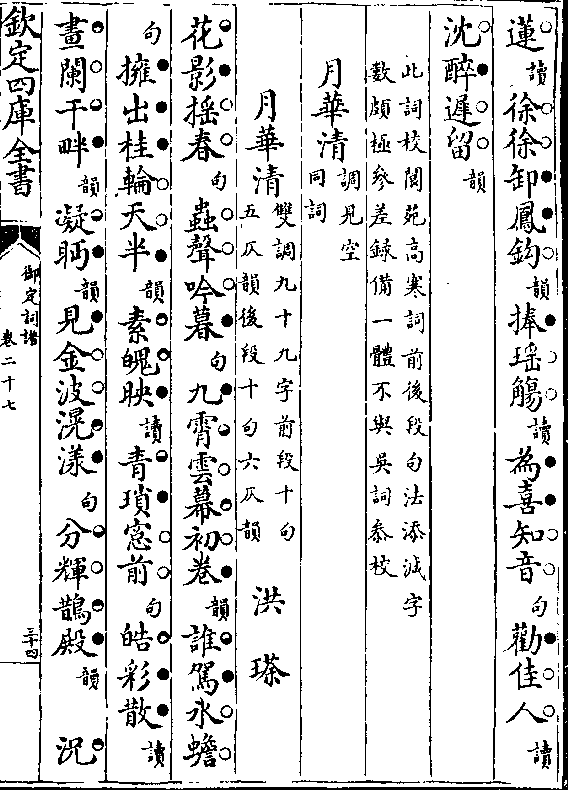 蓮讀徐徐卸鳳鈎韻捧瑶觴讀為喜知音句勸佳人讀
沈醉遲留韻
此詞校閬苑高寒詞前後段句法添減字
數頗極參差録備一體不與吳詞叅校
月華清調見空
同詞
月華清雙調九十九字前段十句
五仄韻後段十句六仄韻 洪瑹
花影揺春句蟲聲吟暮句九霄雲幕初卷韻誰駕氷蟾
句擁出桂輪天半韻素魄映讀青瑣窓前句皓彩散讀
畫闌干畔韻凝眄韻見金波滉漾句分輝鵲殿韻 況
欽定四庫全書
御定詞譜
卷二十七
三十四